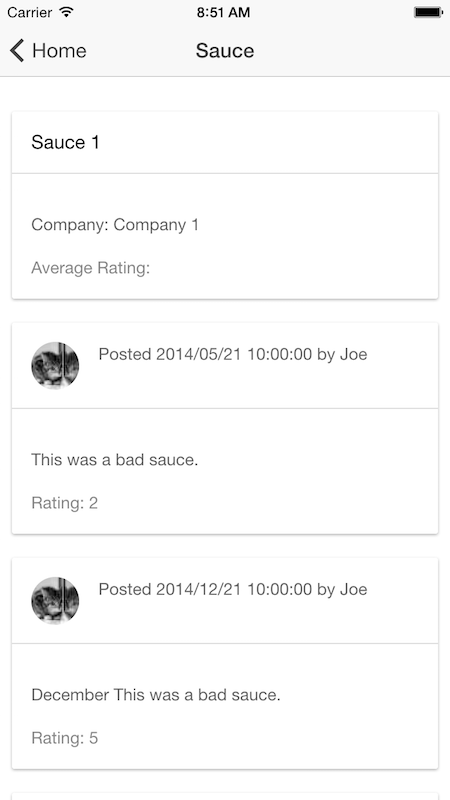 Carrier 8:51 AM
Home Sauce
Sauce 1
Company: Company 1
Average Rating:
Posted 2014/05/21 10:00:00 by Joe
This was a bad sauce.
Rating: 2
Posted 2014/12/21 10:00:00 by Joe
December This was a bad sauce.
Rating: 5